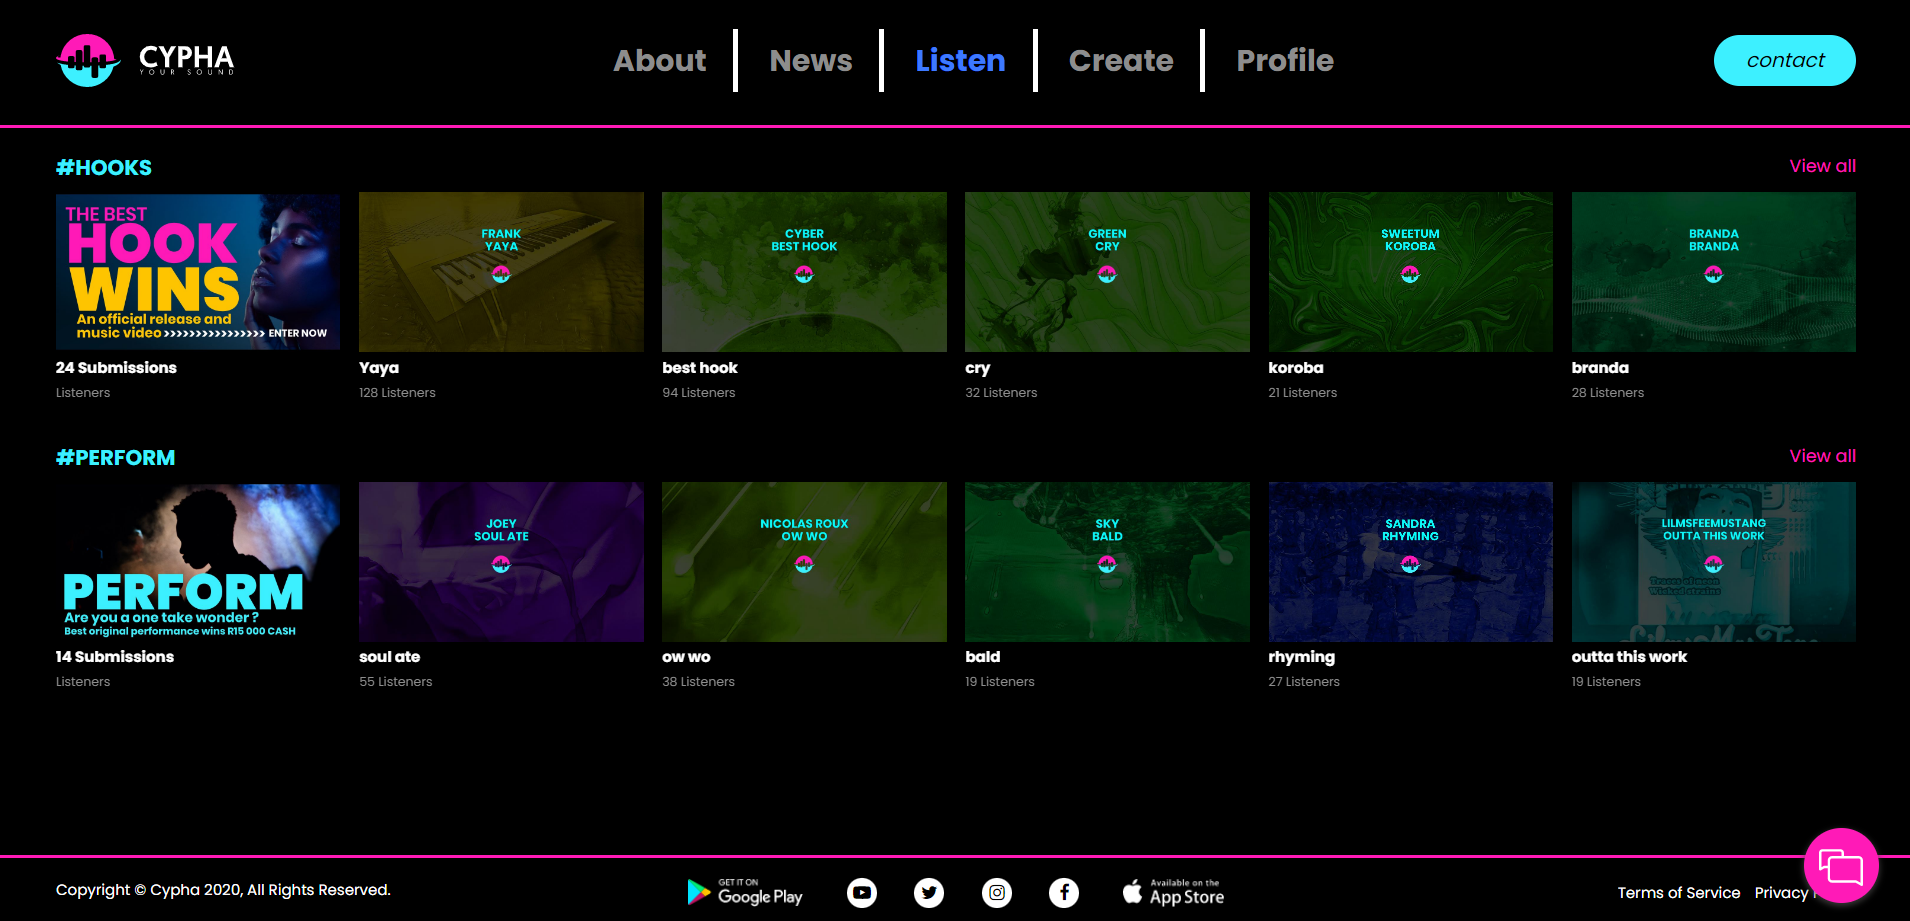 CYPHA
YOUR SOUND
About
News
Listen
Create
Profile
contact
#HOOKS
View all
THE BEST
HOOK
WINS
An official release and
music video >>>>>>>>>>>>>>>> ENTER NOW
FRANK
YAYA
CYBER
BEST HOOK
GREEN
CRY
SWEETUM
KOROBA
BRANDA
BRANDA
24 Submissions
Listeners
Yaya
128 Listeners
best hook
94 Listeners
cry
32 Listeners
koroba
21 Listeners
branda
28 Listeners
#PERFORM
View all
PERFORM
Are you a one take wonder ?
Best original performance wins R15 000 CASH
JOEY
SOUL ATE
NICOLAS ROUX
OW WO
SKY
BALD
SANDRA
RHYMING
LILMSFEEMUSTANG
OUTTA THIS WORK
Traces of neon
Wicked strains
14 Submissions
Listeners
soul ate
55 Listeners
ow wo
38 Listeners
bald
19 Listeners
rhyming
27 Listeners
outta this work
19 Listeners
Copyright © Cypha 2020, All Rights Reserved.
GET IT ON
Google Play
Available on the
App Store
Terms of Service
Privacy